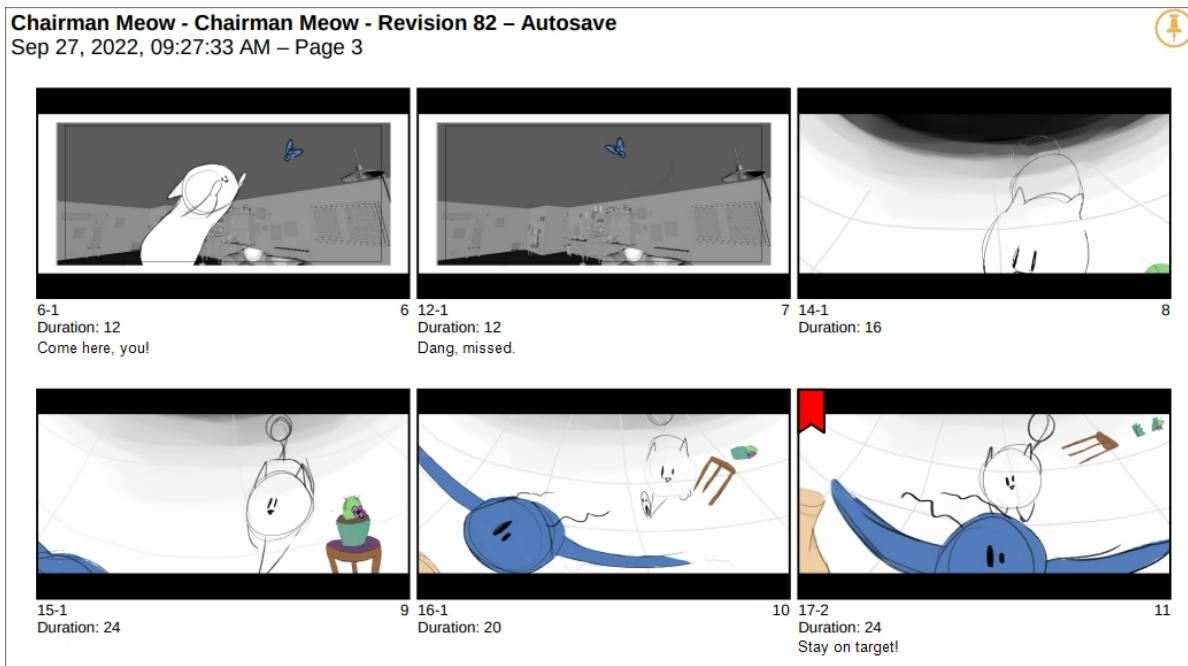 Chairman Meow - Chairman Meow - Revision 82 – Autosave
Sep 27, 2022, 09:27:33 AM – Page 3
6-1 6
Duration: 12
Come here, you!
12-1 7
Duration: 12
Dang, missed.
14-1 8
Duration: 16
15-1 9
Duration: 24
16-1 10
Duration: 20
17-2 11
Duration: 24
Stay on target!